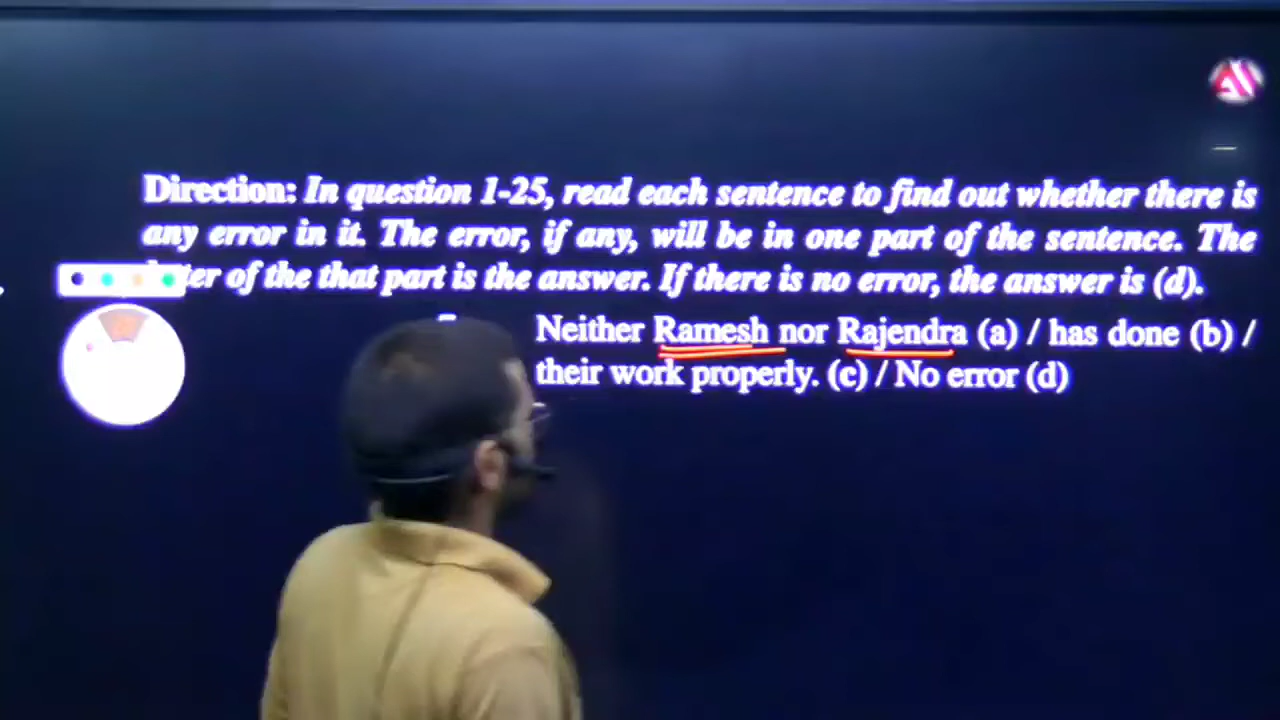 Direction: In question 1-25, read each sentence to find out whether there is
any error in it. The error, if any, will be in one part of the sentence. The
of the that part is the answer. If there is no error, the answer is (d).
Neither Ramesh nor Rajendra (a) / has done (b) /
their work properly. (c) / No error (d)